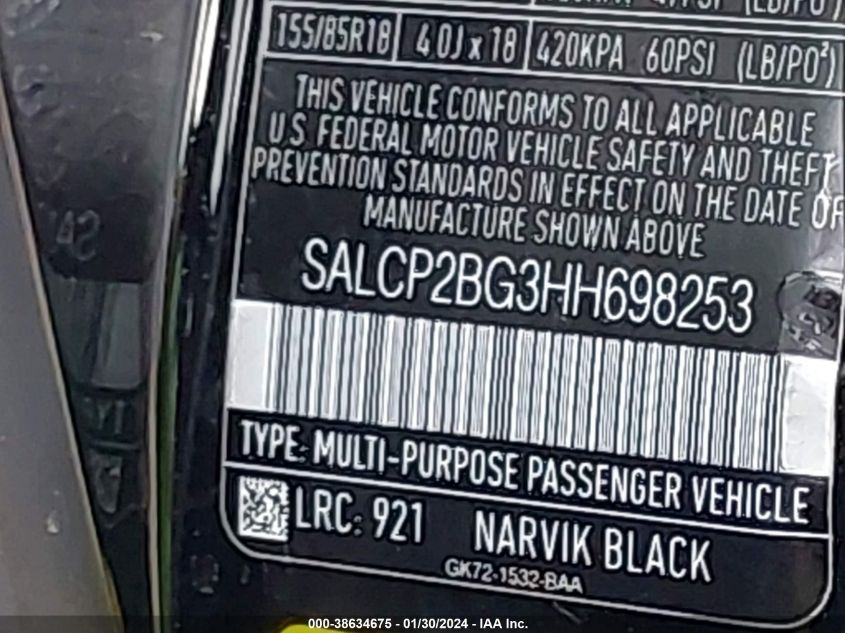 155/85R18 4.0J x 18 420KPA 60PSI (LB/PO²)
THIS VEHICLE CONFORMS TO ALL APPLICABLE
U.S. FEDERAL MOTOR VEHICLE SAFETY AND THEFT
PREVENTION STANDARDS IN EFFECT ON THE DATE OF
MANUFACTURE SHOWN ABOVE
SALCP2BG3HH698253
TYPE: MULTI-PURPOSE PASSENGER VEHICLE
LRC: 921 NARVIK BLACK
GK72-1532-BAA
000-38634675 - 01/30/2024 - IAA Inc.